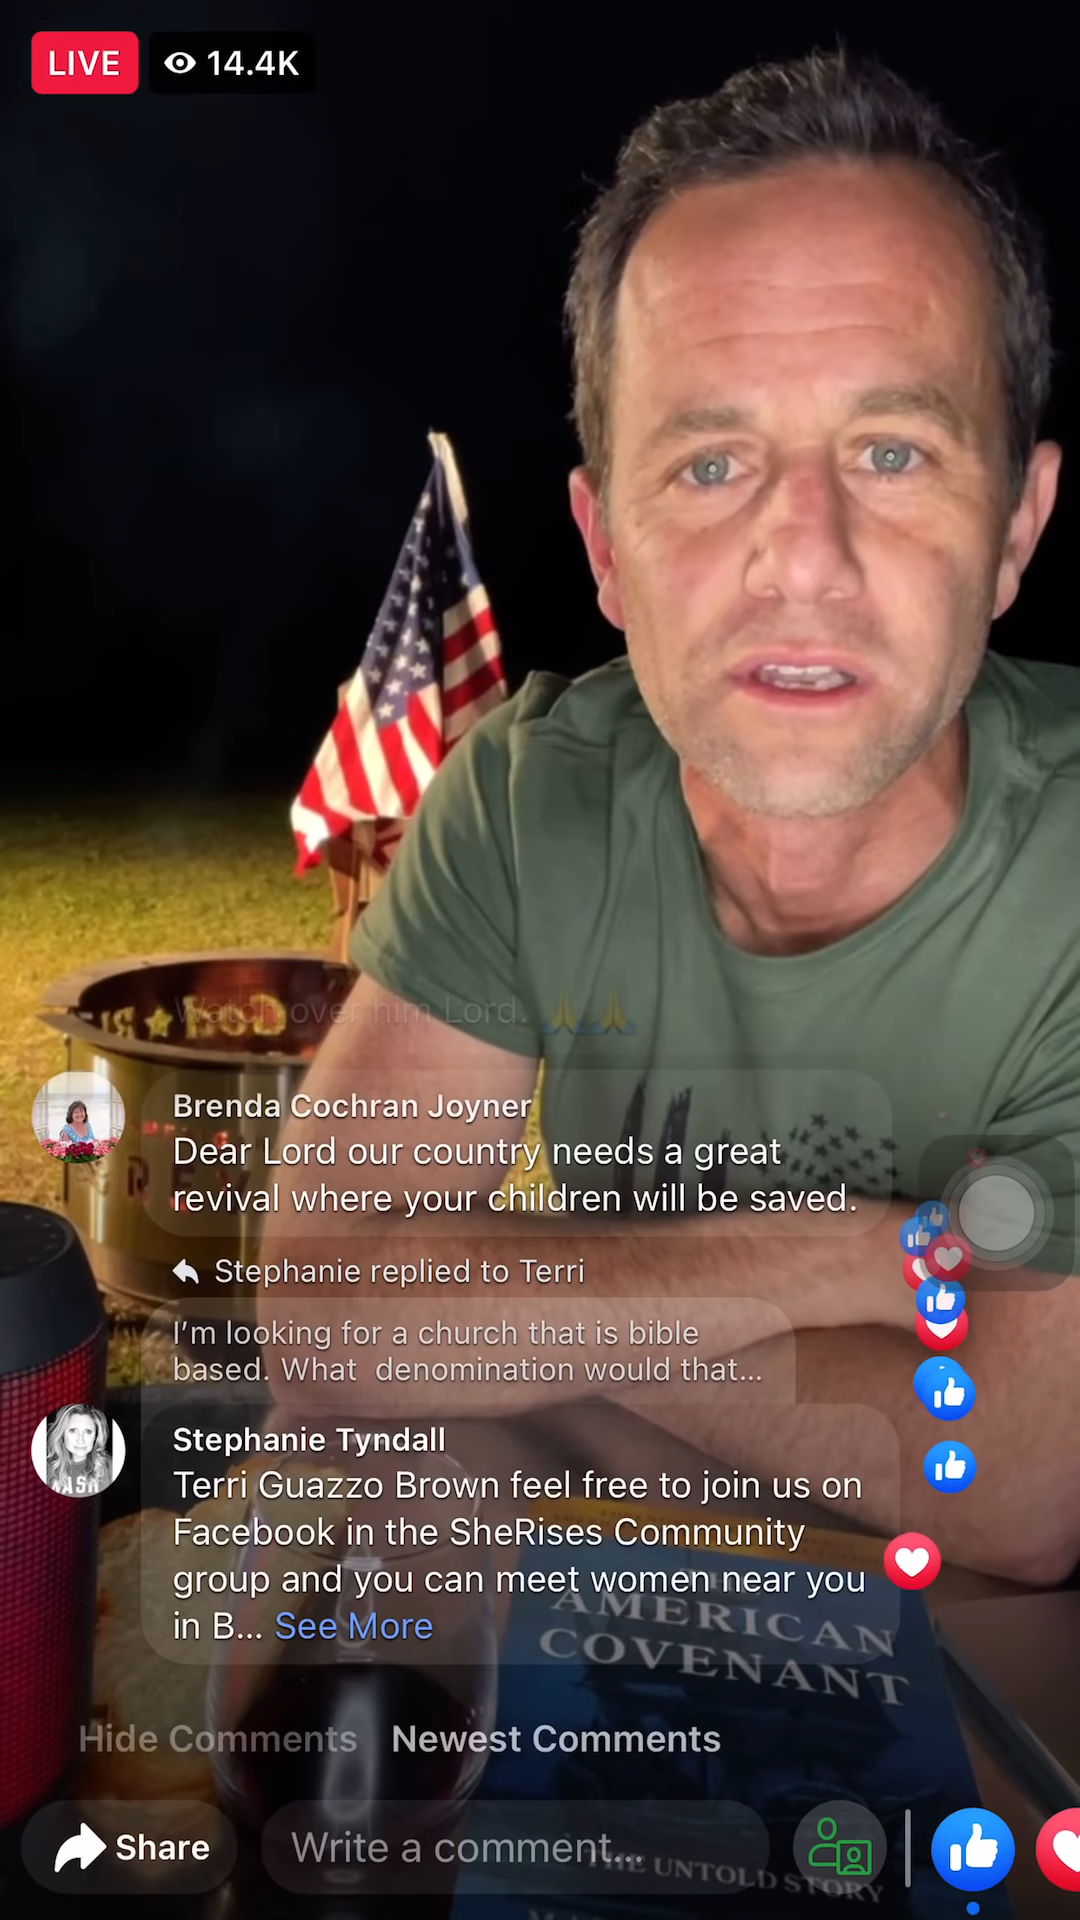 LIVE
14.4K
Watch over him Lord. 🙏🙏
Brenda Cochran Joyner
Dear Lord our country needs a great
revival where your children will be saved.
Stephanie replied to Terri
I'm looking for a church that is bible
based. What  denomination would that...
Stephanie Tyndall
Terri Guazzo Brown feel free to join us on
Facebook in the SheRises Community
group and you can meet women near you
in B... See More
AMERICAN
COVENANT
Hide Comments
Newest Comments
Share
Write a comment...
THE UNTOLD STORY